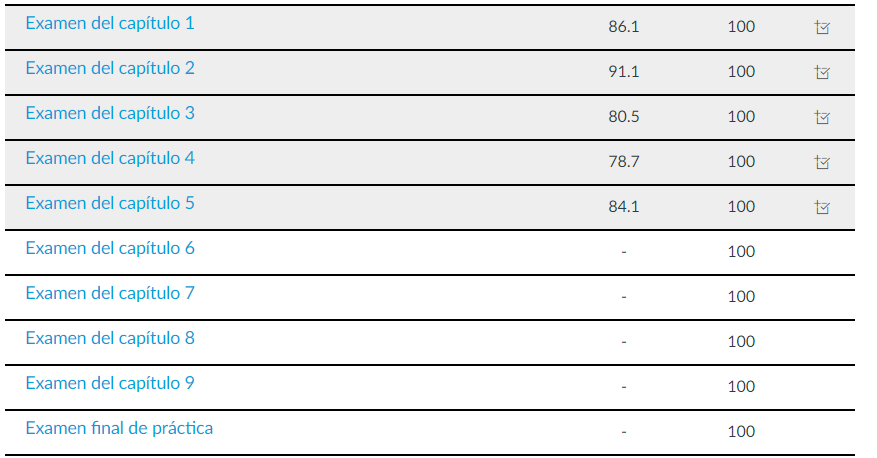 Examen del capítulo 1 86.1 100
Examen del capítulo 2 91.1 100
Examen del capítulo 3 80.5 100
Examen del capítulo 4 78.7 100
Examen del capítulo 5 84.1 100
Examen del capítulo 6 - 100
Examen del capítulo 7 - 100
Examen del capítulo 8 - 100
Examen del capítulo 9 - 100
Examen final de práctica - 100